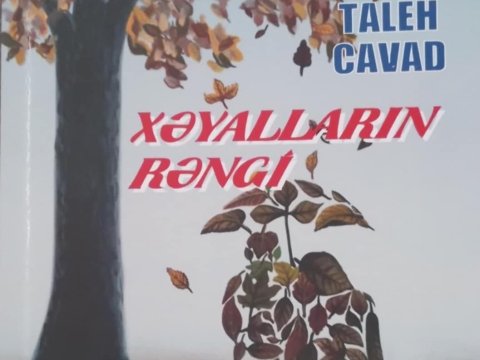 TALEH
CAVAD
XƏYALLARIN
RƏNGİ